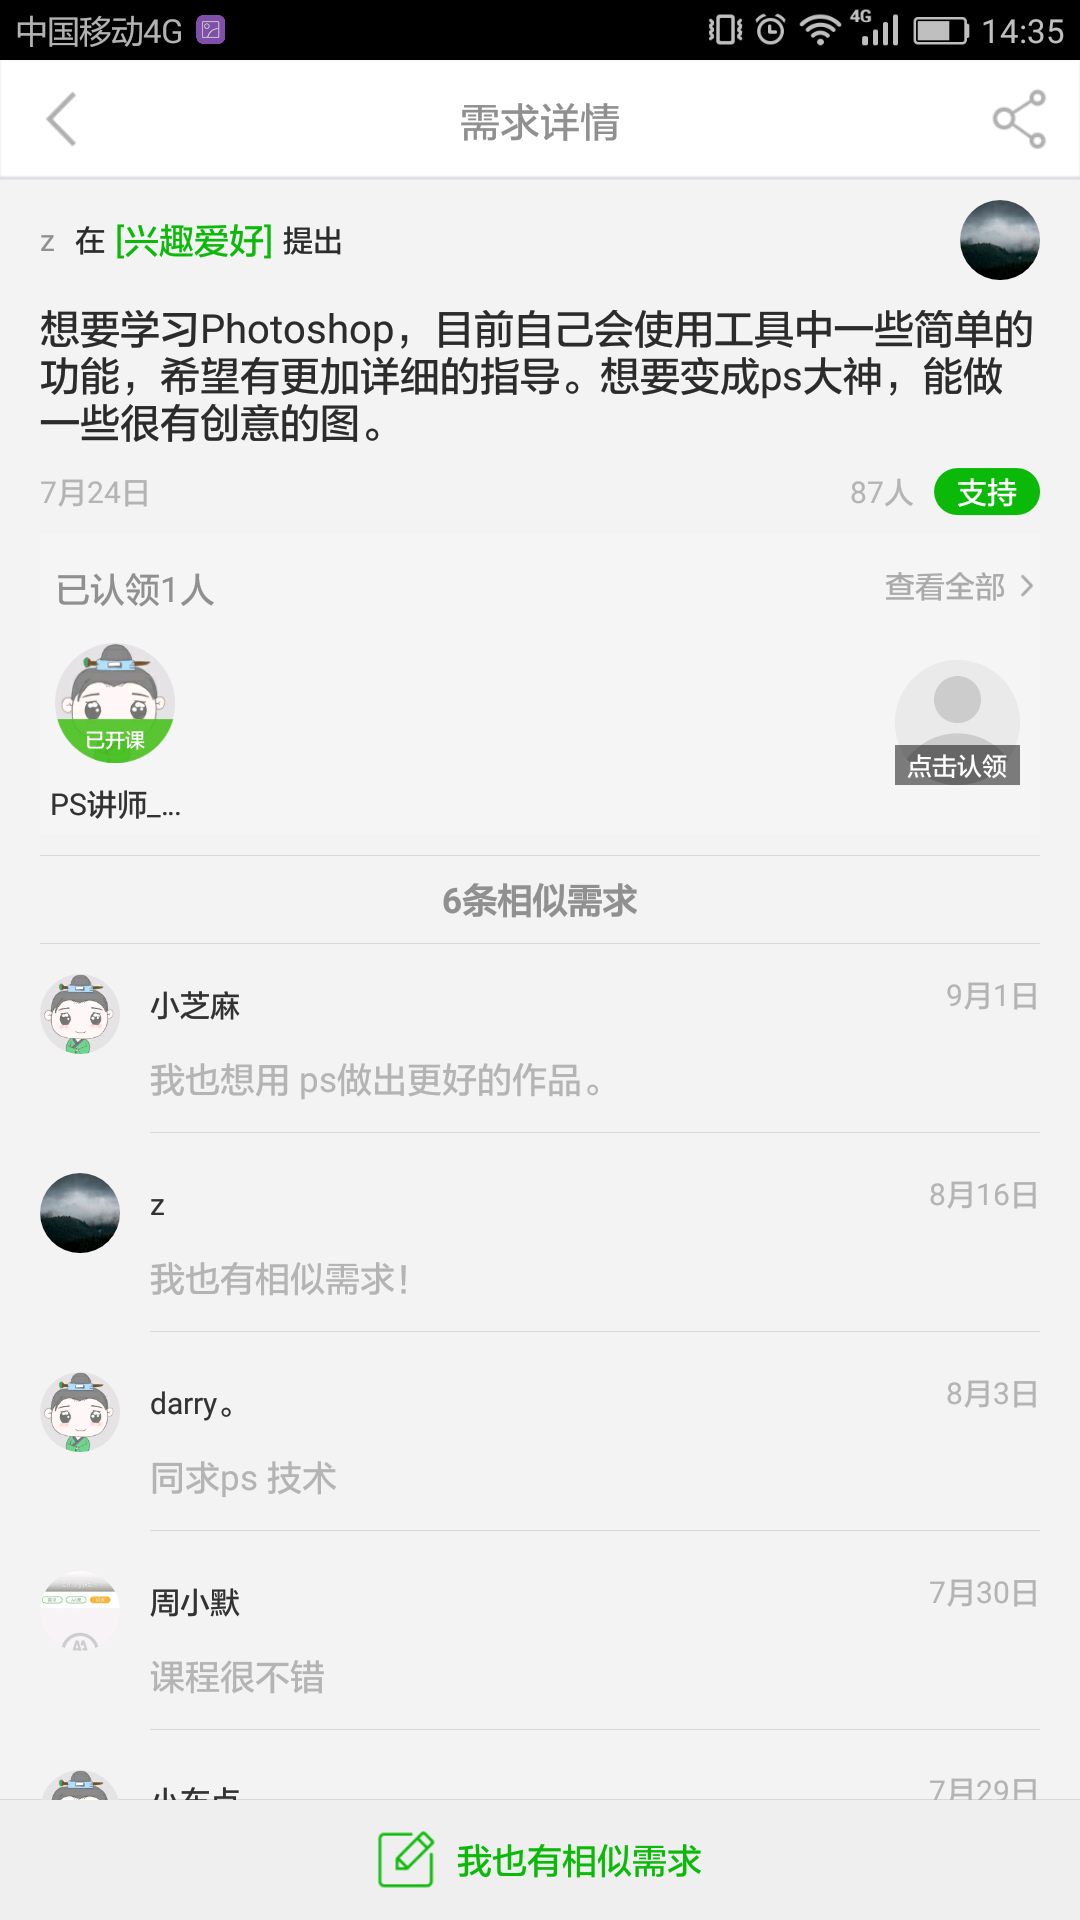 中国移动4G
4G
14:35
需求详情
z 在 [兴趣爱好] 提出
想要学习Photoshop，目前自己会使用工具中一些简单的
功能，希望有更加详细的指导。想要变成ps大神，能做
一些很有创意的图。
7月24日
87人 支持
已认领1人
查看全部
已开课
点击认领
PS讲师_...
6条相似需求
小芝麻
9月1日
我也想用 ps做出更好的作品。
z
8月16日
我也有相似需求！
darry。
8月3日
同求ps 技术
周小默
7月30日
课程很不错
7月29日
我也有相似需求